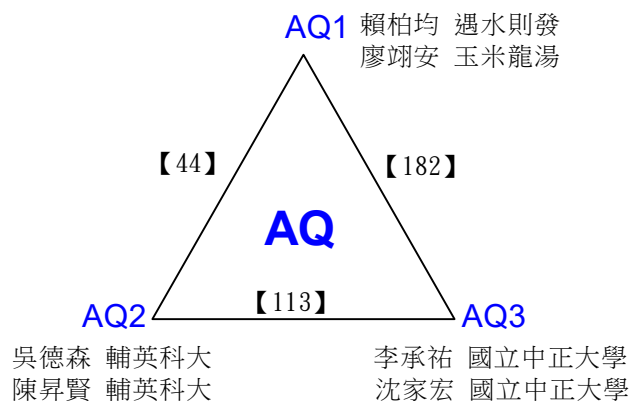 AQ1 賴柏均 遇水則發
廖翊安 玉米龍湯
【44】 【182】
AQ
【113】
AQ2 AQ3
吳德森 輔英科大 李承祐 國立中正大學
陳昇賢 輔英科大 沈家宏 國立中正大學